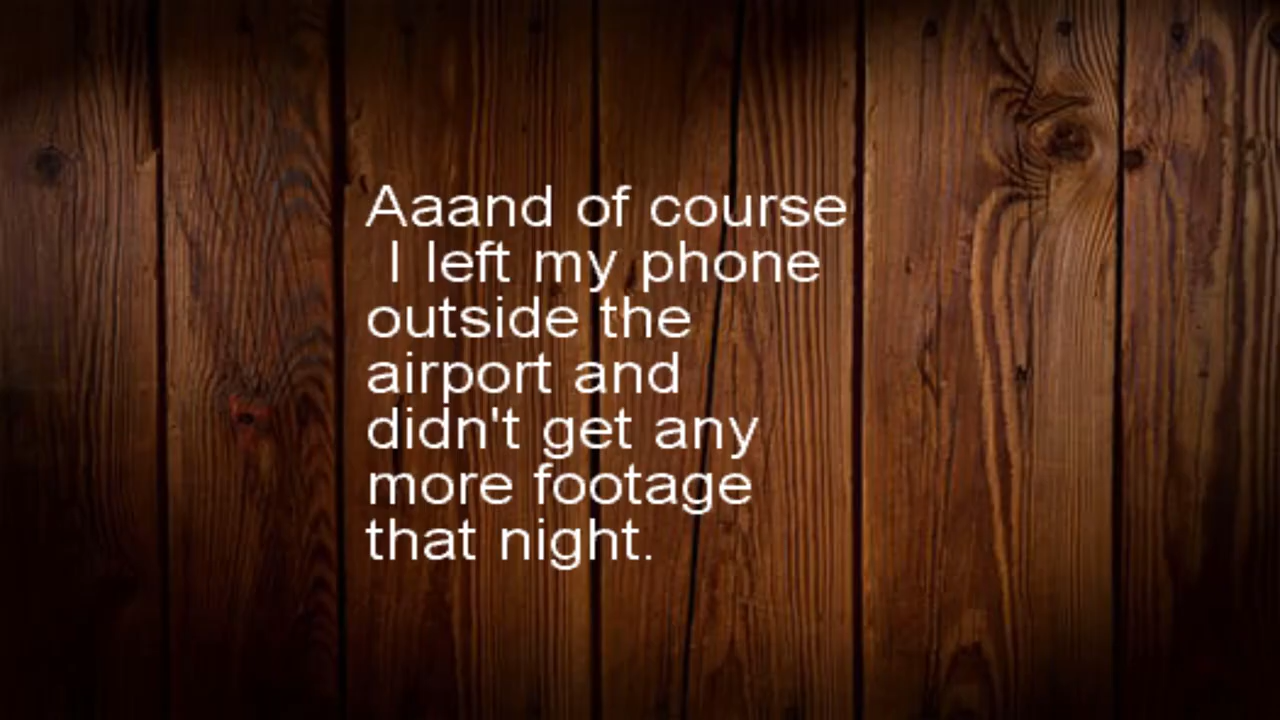 Aaand of course
I left my phone
outside the
airport and
didn't get any
more footage
that night.